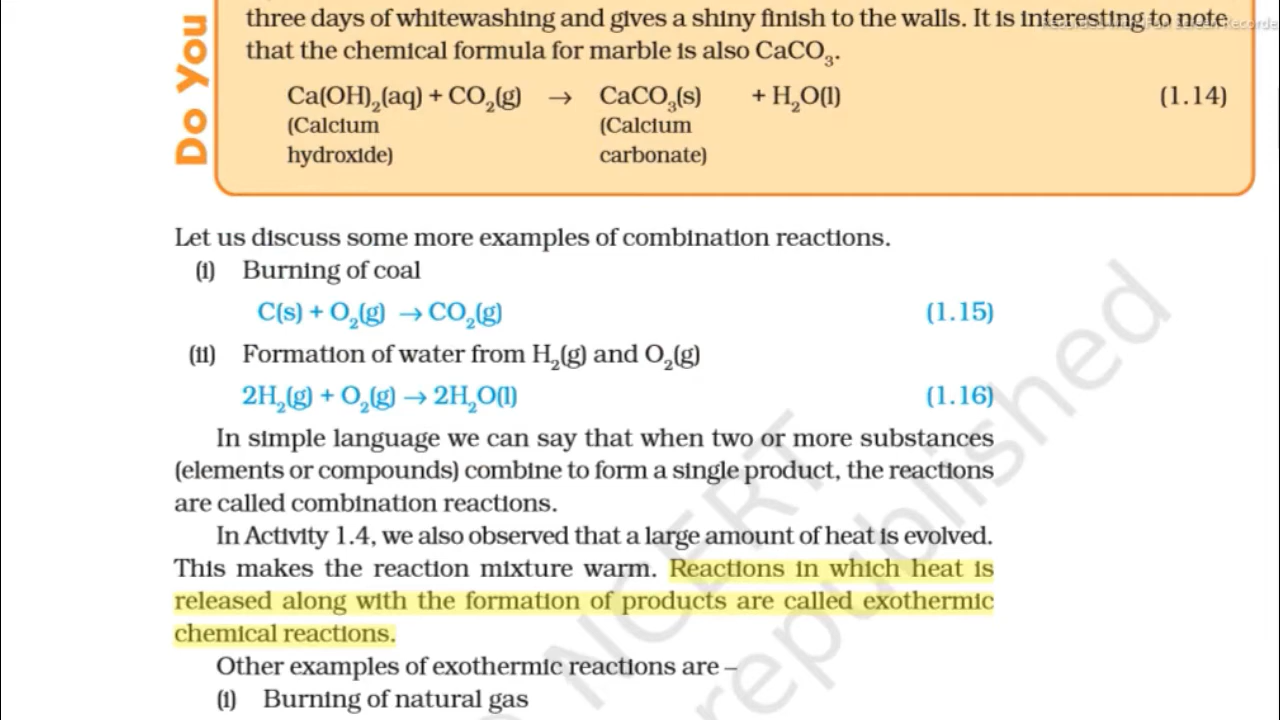 three days of whitewashing and gives a shiny finish to the walls. It is interesting to note
that the chemical formula for marble is also CaCO₃.
Do You
Ca(OH)₂(aq) + CO₂(g) → CaCO₃(s) + H₂O(l) (1.14)
(Calcium (Calcium
hydroxide) carbonate)
Let us discuss some more examples of combination reactions.
(i) Burning of coal
C(s) + O₂(g) → CO₂(g) (1.15)
(ii) Formation of water from H₂(g) and O₂(g)
2H₂(g) + O₂(g) → 2H₂O(l) (1.16)
In simple language we can say that when two or more substances
(elements or compounds) combine to form a single product, the reactions
are called combination reactions.
In Activity 1.4, we also observed that a large amount of heat is evolved.
This makes the reaction mixture warm. Reactions in which heat is
released along with the formation of products are called exothermic
chemical reactions.
Other examples of exothermic reactions are –
(i) Burning of natural gas
NCERT
republished